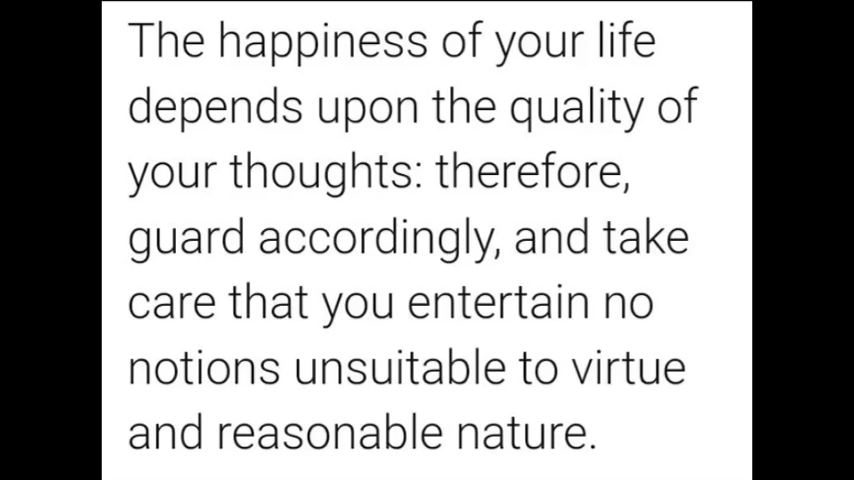 The happiness of your life
depends upon the quality of
your thoughts: therefore,
guard accordingly, and take
care that you entertain no
notions unsuitable to virtue
and reasonable nature.